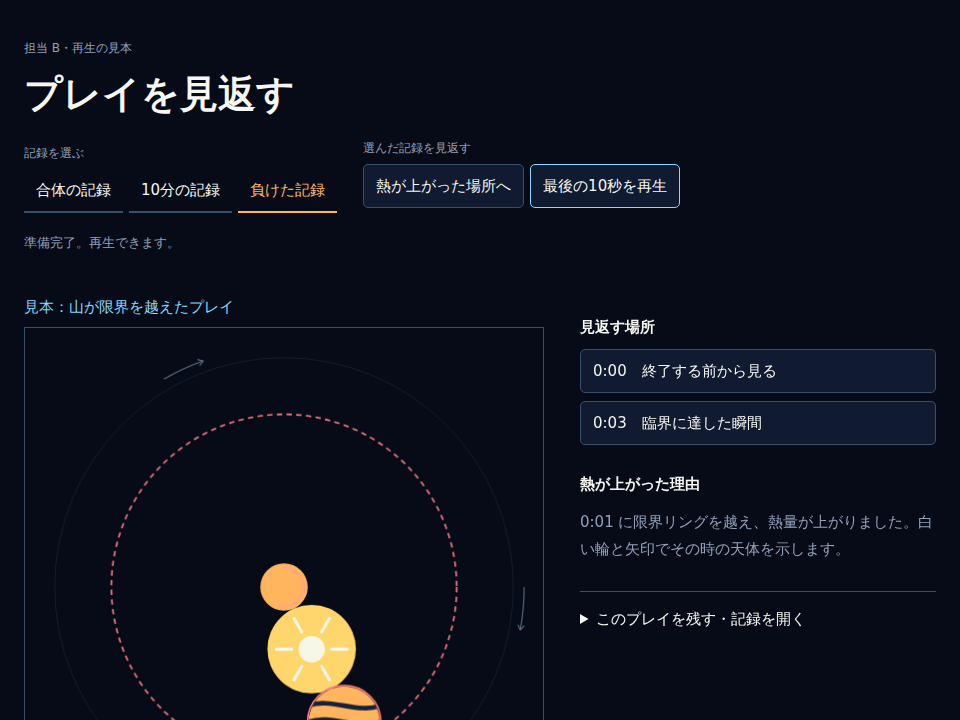 担当 B・再生の見本
プレイを見返す
記録を選ぶ
合体の記録
10分の記録
負けた記録
選んだ記録を見返す
熱が上がった場所へ
最後の10秒を再生
準備完了。再生できます。
見本：山が限界を越えたプレイ
見返す場所
0:00 終了する前から見る
0:03 臨界に達した瞬間
熱が上がった理由
0:01 に限界リングを越え、熱量が上がりました。白
い輪と矢印でその時の天体を示します。
このプレイを残す・記録を開く